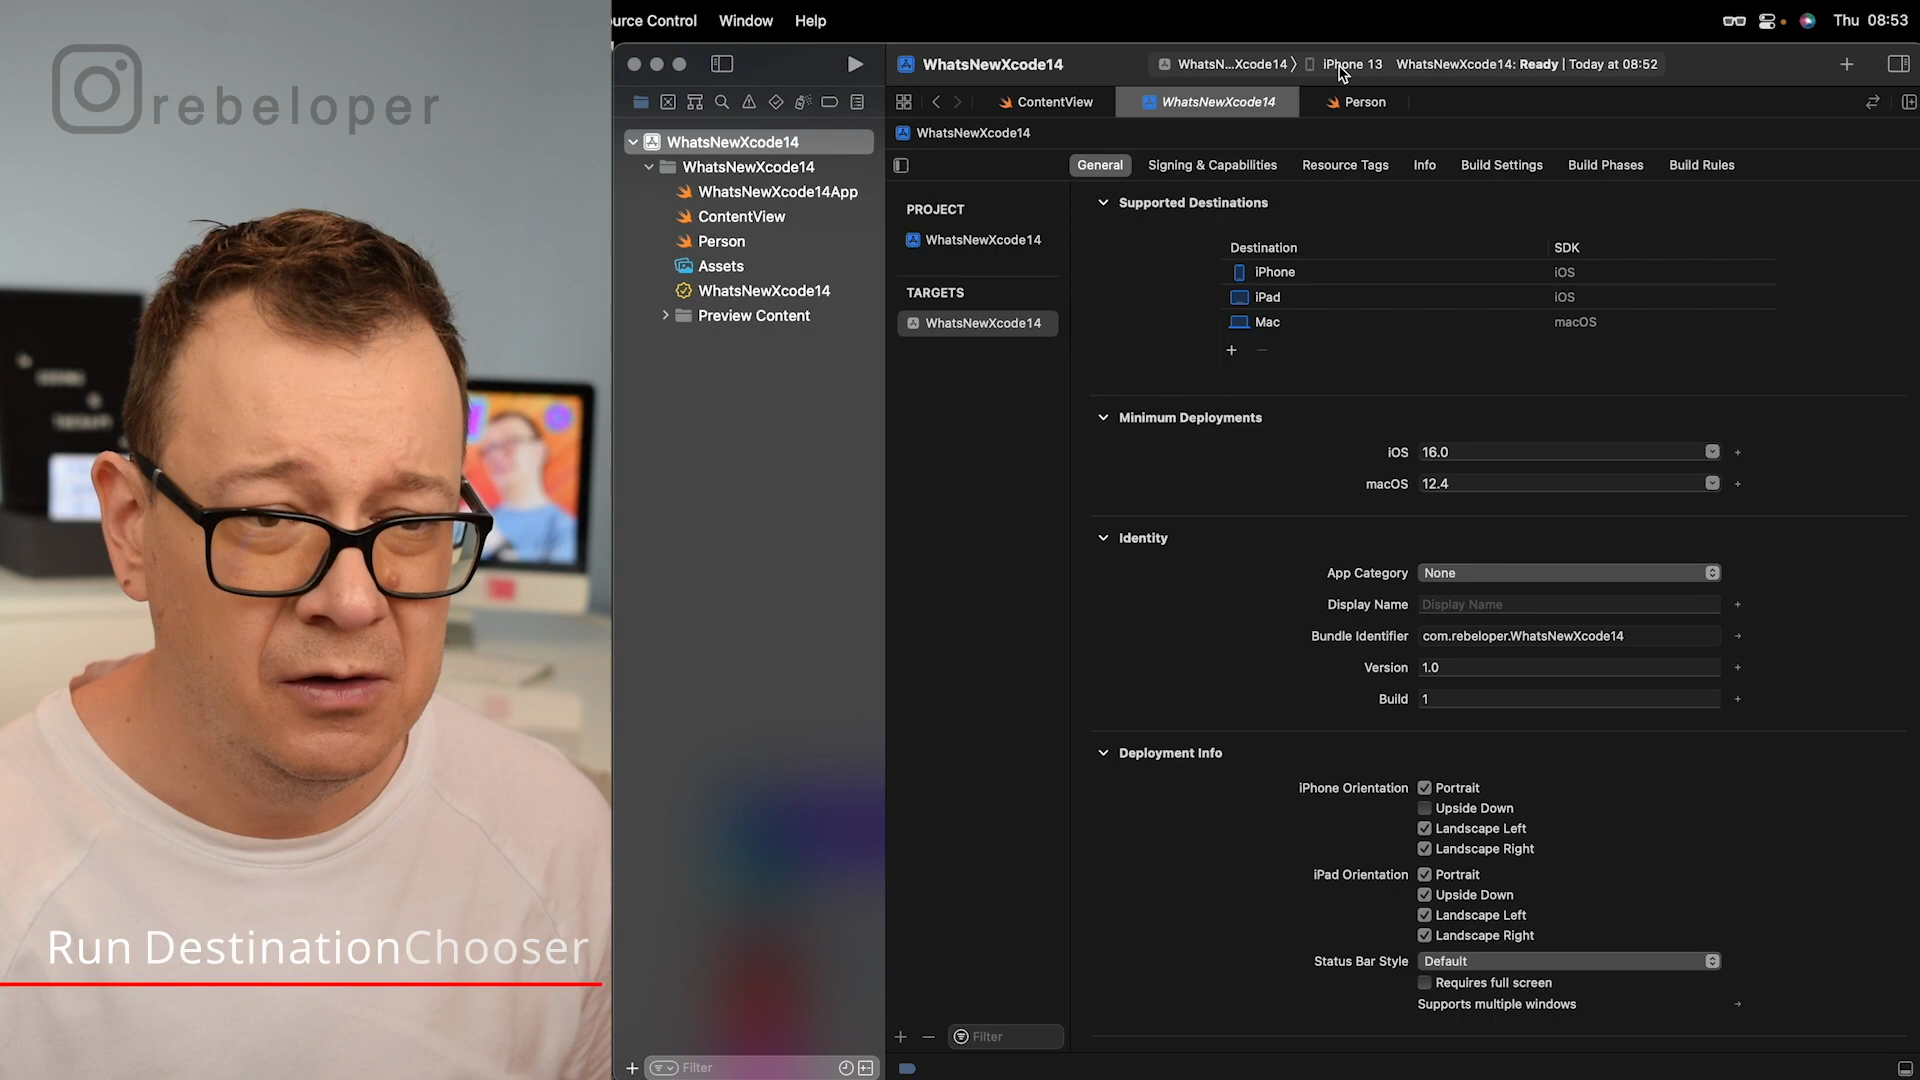 urce Control Window Help
Thu 08:53
rebeloper
WhatsNewXcode14
WhatsN...Xcode14 〉 iPhone 13 WhatsNewXcode14: Ready | Today at 08:52
ContentView
WhatsNewXcode14
Person
WhatsNewXcode14
WhatsNewXcode14
WhatsNewXcode14
WhatsNewXcode14App
ContentView
Person
Assets
WhatsNewXcode14
Preview Content
General Signing & Capabilities Resource Tags Info Build Settings Build Phases Build Rules
PROJECT
WhatsNewXcode14
TARGETS
WhatsNewXcode14
Supported Destinations
Destination SDK
iPhone iOS
iPad iOS
Mac macOS
Minimum Deployments
iOS 16.0
macOS 12.4
Identity
App Category None
Display Name Display Name
Bundle Identifier com.rebeloper.WhatsNewXcode14
Version 1.0
Build 1
Deployment Info
iPhone Orientation Portrait
Upside Down
Landscape Left
Landscape Right
iPad Orientation Portrait
Upside Down
Landscape Left
Landscape Right
Status Bar Style Default
Requires full screen
Supports multiple windows
Filter
Filter
Run DestinationChooser